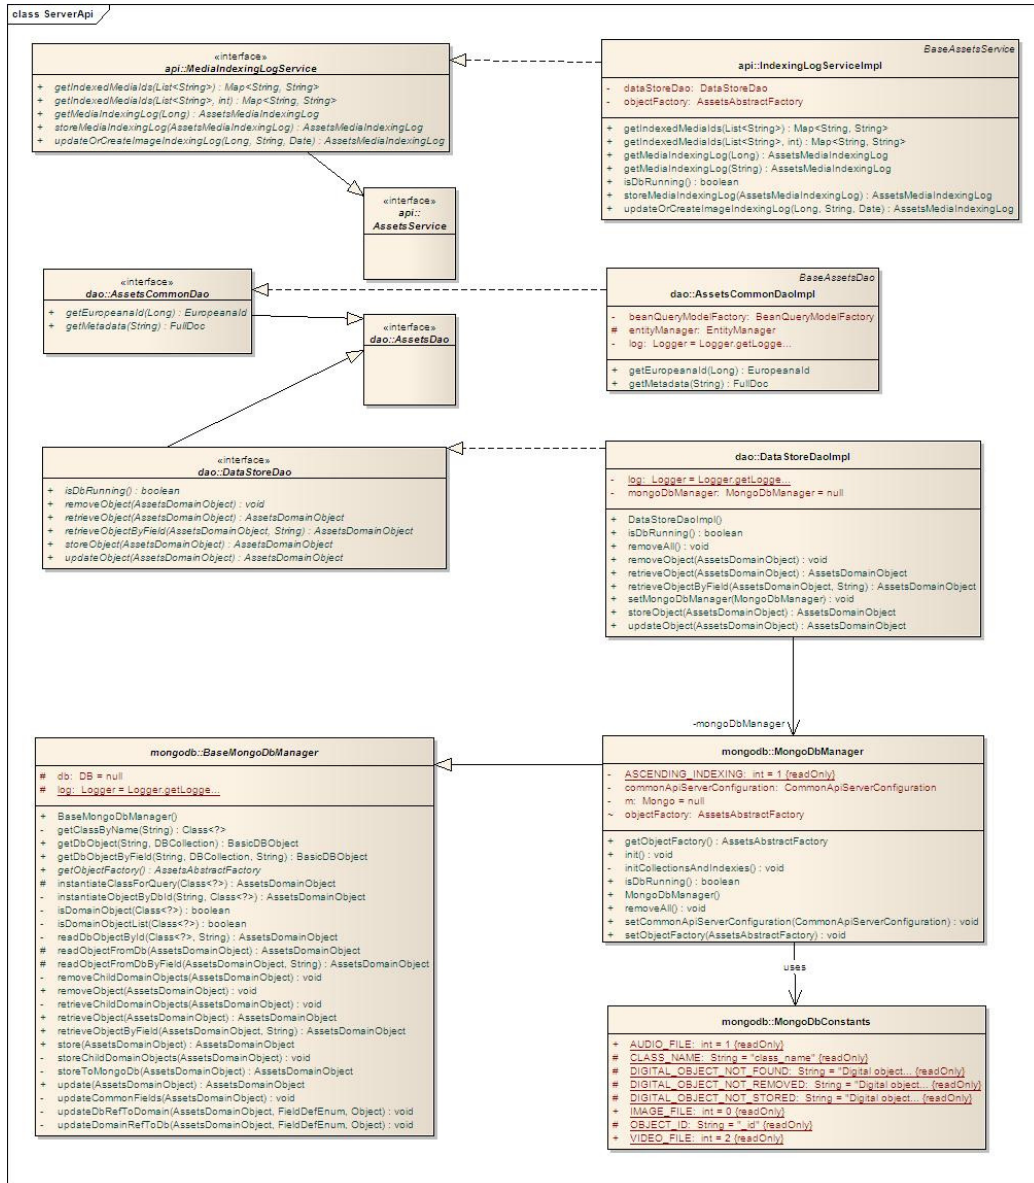 class ServerApi
«interface»
api::MediaIndexingLogService
+ getIndexedMediaIds(List<String>) : Map<String, String>
+ getIndexedMediaIds(List<String>, int) : Map<String, String>
+ getMediaIndexingLog(Long) : AssetsMediaIndexingLog
+ storeMediaIndexingLog(AssetsMediaIndexingLog) : AssetsMediaIndexingLog
+ updateOrCreateImageIndexingLog(Long, String, Date) : AssetsMediaIndexingLog
BaseAssetsService
api::IndexingLogServiceImpl
- dataStoreDao: DataStoreDao
- objectFactory: AssetsAbstractFactory
+ getIndexedMediaIds(List<String>) : Map<String, String>
+ getIndexedMediaIds(List<String>, int) : Map<String, String>
+ getMediaIndexingLog(Long) : AssetsMediaIndexingLog
+ getMediaIndexingLog(String) : AssetsMediaIndexingLog
+ isDbRunning() : boolean
+ storeMediaIndexingLog(AssetsMediaIndexingLog) : AssetsMediaIndexingLog
+ updateOrCreateImageIndexingLog(Long, String, Date) : AssetsMediaIndexingLog
«interface»
api::
AssetsService
«interface»
dao::AssetsCommonDao
+ getEuropeanaId(Long) : EuropeanaId
+ getMetadata(String) : FullDoc
BaseAssetsDao
dao::AssetsCommonDaoImpl
- beanQueryModelFactory: BeanQueryModelFactory
# entityManager: EntityManager
- log: Logger = Logger.getLogge...
+ getEuropeanaId(Long) : EuropeanaId
+ getMetadata(String) : FullDoc
«interface»
dao::AssetsDao
«interface»
dao::DataStoreDao
+ isDbRunning() : boolean
+ removeObject(AssetsDomainObject) : void
+ retrieveObject(AssetsDomainObject) : AssetsDomainObject
+ retrieveObjectByField(AssetsDomainObject, String) : AssetsDomainObject
+ storeObject(AssetsDomainObject) : AssetsDomainObject
+ updateObject(AssetsDomainObject) : AssetsDomainObject
dao::DataStoreDaoImpl
- log: Logger = Logger.getLogge...
- mongoDbManager: MongoDbManager = null
+ DataStoreDaoImpl()
+ isDbRunning() : boolean
+ removeAll() : void
+ removeObject(AssetsDomainObject) : void
+ retrieveObject(AssetsDomainObject) : AssetsDomainObject
+ retrieveObjectByField(AssetsDomainObject, String) : AssetsDomainObject
+ setMongoDbManager(MongoDbManager) : void
+ storeObject(AssetsDomainObject) : AssetsDomainObject
+ updateObject(AssetsDomainObject) : AssetsDomainObject
-mongoDbManager
mongodb::BaseMongoDbManager
# db: DB = null
# log: Logger = Logger.getLogge...
+ BaseMongoDbManager()
- getClassByName(String) : Class<?>
+ getDbObject(String, DBCollection) : BasicDBObject
+ getDbObjectByField(String, DBCollection, String) : BasicDBObject
+ getObjectFactory() : AssetsAbstractFactory
# instantiateClassForQuery(Class<?>) : AssetsDomainObject
- instantiateObjectByDbId(String, Class<?>) : AssetsDomainObject
- isDomainObject(Class<?>) : boolean
- isDomainObjectList(Class<?>) : boolean
- readDbObjectById(Class<?>, String) : AssetsDomainObject
# readObjectFromDb(AssetsDomainObject) : AssetsDomainObject
# readObjectFromDbByField(AssetsDomainObject, String) : AssetsDomainObject
- removeChildDomainObjects(AssetsDomainObject) : void
+ removeObject(AssetsDomainObject) : void
- retrieveChildDomainObjects(AssetsDomainObject) : void
+ retrieve(AssetsDomainObject) : AssetsDomainObject
+ retrieveObjectByField(AssetsDomainObject, String) : AssetsDomainObject
+ store(AssetsDomainObject) : AssetsDomainObject
- storeChildDomainObjects(AssetsDomainObject) : void
- storeToMongoDb(AssetsDomainObject) : AssetsDomainObject
+ update(AssetsDomainObject) : AssetsDomainObject
- updateCommonFields(AssetsDomainObject) : void
- updateDbRefToDomain(AssetsDomainObject, FieldDefEnum, Object) : void
- updateDomainRefToDb(AssetsDomainObject, FieldDefEnum, Object) : void
mongodb::MongoDbManager
- ASCENDING_INDEXING: int = 1 {readOnly}
- commonApiServerConfiguration: CommonApiServerConfiguration
- m: Mongo = null
~ objectFactory: AssetsAbstractFactory
+ getObjectFactory() : AssetsAbstractFactory
+ init() : void
- initCollectionsAndIndexies() : void
+ isDbRunning() : boolean
+ MongoDbManager()
+ removeAll() : void
+ setCommonApiServerConfiguration(CommonApiServerConfiguration) : void
+ setObjectFactory(AssetsAbstractFactory) : void
uses
mongodb::MongoDbConstants
+ AUDIO_FILE: int = 1 {readOnly}
# CLASS_NAME: String = "class_name" {readOnly}
# DIGITAL_OBJECT_NOT_FOUND: String = "Digital object... {readOnly}
# DIGITAL_OBJECT_NOT_REMOVED: String = "Digital object... {readOnly}
# DIGITAL_OBJECT_NOT_STORED: String = "Digital object... {readOnly}
+ IMAGE_FILE: int = 0 {readOnly}
# OBJECT_ID: String = "_id" {readOnly}
+ VIDEO_FILE: int = 2 {readOnly}